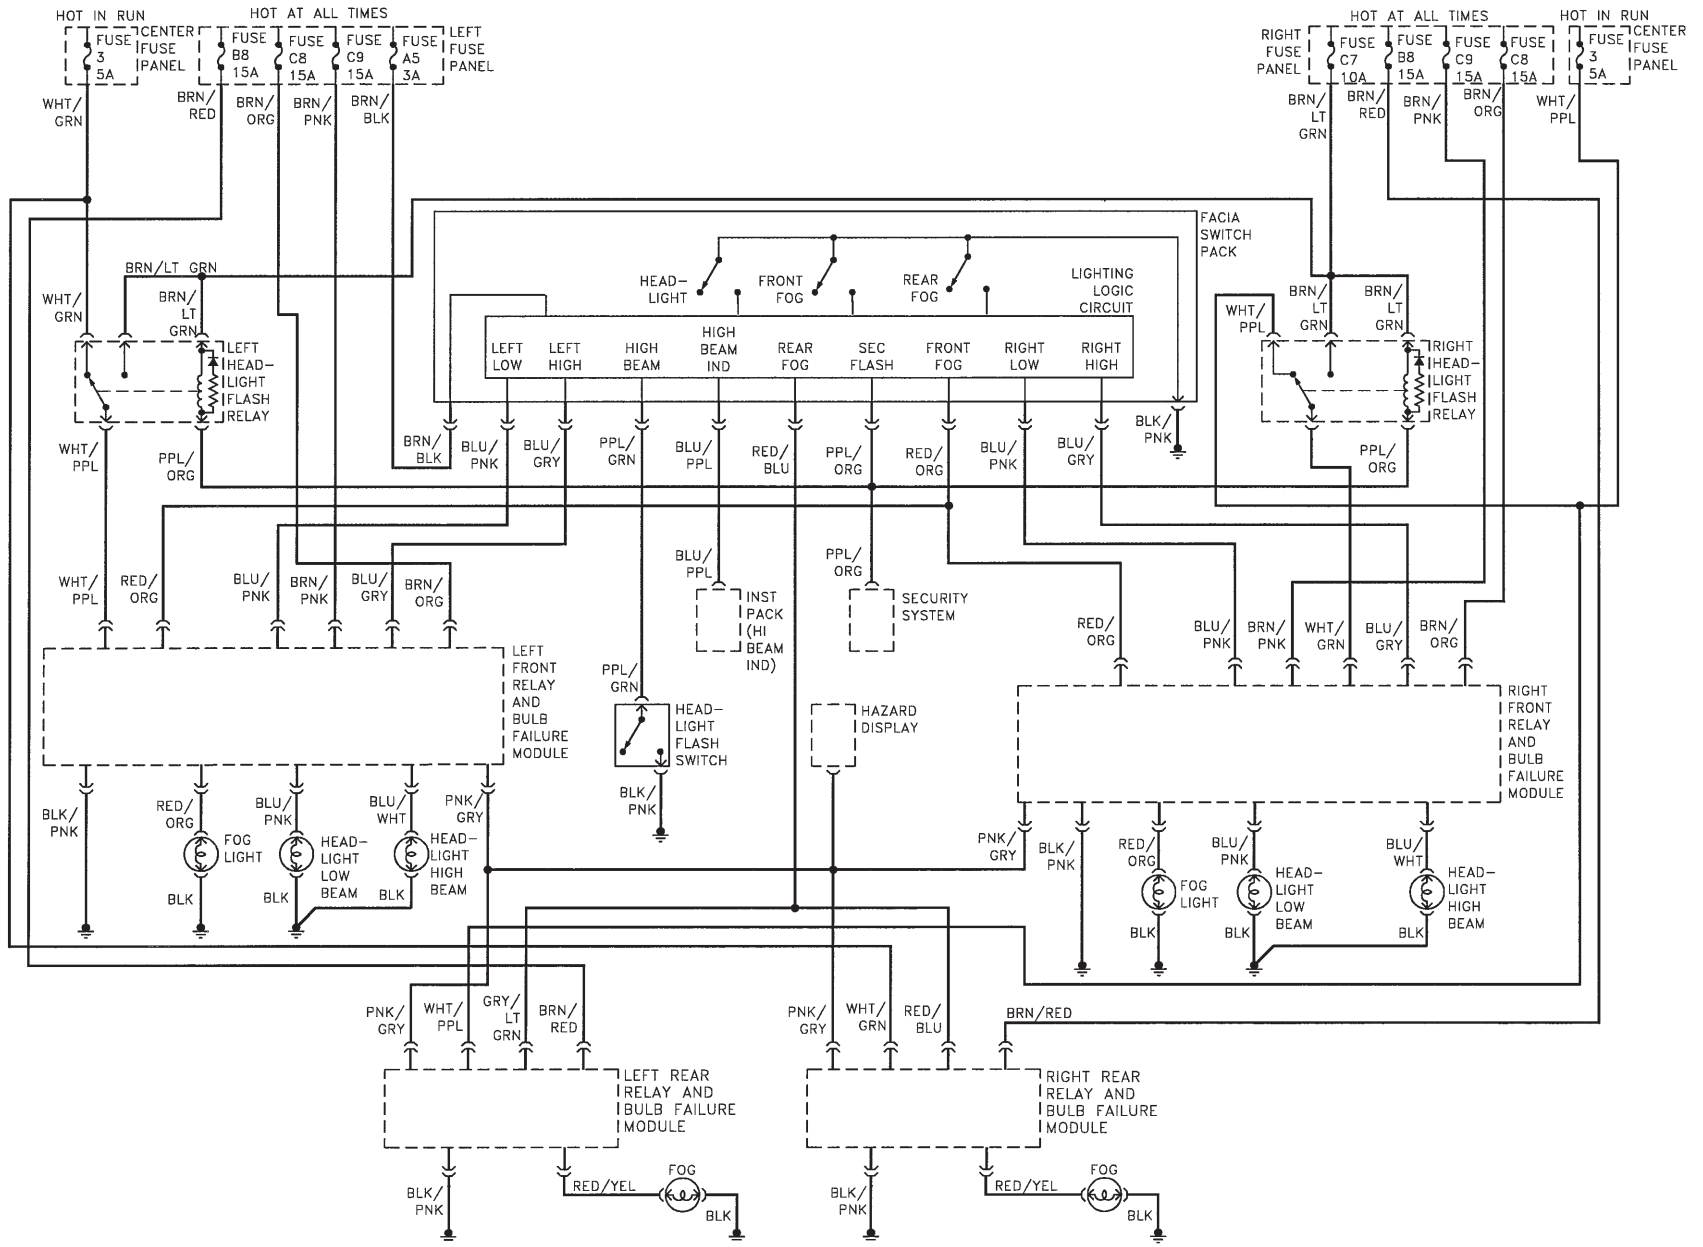 HOT IN RUN
FUSE
3
5A
CENTER
FUSE
PANEL
HOT AT ALL TIMES
FUSE
B8
15A
FUSE
C8
15A
FUSE
C9
15A
FUSE
A5
3A
LEFT
FUSE
PANEL
HOT AT ALL TIMES
RIGHT
FUSE
PANEL
FUSE
C7
10A
FUSE
B8
15A
FUSE
C9
15A
FUSE
C8
15A
HOT IN RUN
FUSE
3
5A
CENTER
FUSE
PANEL
WHT/
GRN
BRN/
RED
BRN/
ORG
BRN/
PNK
BRN/
BLK
BRN/
LT
GRN
BRN/
RED
BRN/
PNK
BRN/
ORG
WHT/
PPL
FACIA
SWITCH
PACK
HEAD-
LIGHT
FRONT
FOG
REAR
FOG
LIGHTING
LOGIC
CIRCUIT
LEFT
LOW
LEFT
HIGH
HIGH
BEAM
HIGH
BEAM
IND
REAR
FOG
SEC
FLASH
FRONT
FOG
RIGHT
LOW
RIGHT
HIGH
BRN/LT GRN
WHT/
GRN
BRN/
LT
GRN
LEFT
HEAD-
LIGHT
FLASH
RELAY
WHT/
PPL
BRN/
LT
GRN
BRN/
LT
GRN
RIGHT
HEAD-
LIGHT
FLASH
RELAY
WHT/
PPL
PPL/
ORG
BRN/
BLK
BLU/
PNK
BLU/
GRY
PPL/
GRN
BLU/
PPL
RED/
BLU
PPL/
ORG
RED/
ORG
BLU/
PNK
BLU/
GRY
BLK/
PNK
PPL/
ORG
WHT/
PPL
RED/
ORG
BLU/
PNK
BRN/
PNK
BLU/
GRY
BRN/
ORG
BLU/
PPL
INST
PACK
(HI
BEAM
IND)
PPL/
ORG
SECURITY
SYSTEM
RED/
ORG
BLU/
PNK
BRN/
PNK
WHT/
GRN
BLU/
GRY
BRN/
ORG
LEFT
FRONT
RELAY
AND
BULB
FAILURE
MODULE
PPL/
GRN
HEAD-
LIGHT
FLASH
SWITCH
BLK/
PNK
HAZARD
DISPLAY
RIGHT
FRONT
RELAY
AND
BULB
FAILURE
MODULE
BLK/
PNK
RED/
ORG
FOG
LIGHT
BLK
BLU/
PNK
HEAD-
LIGHT
LOW
BEAM
BLK
BLU/
WHT
HEAD-
LIGHT
HIGH
BEAM
BLK
PNK/
GRY
PNK/
GRY
BLK/
PNK
RED/
ORG
FOG
LIGHT
BLK
BLU/
PNK
HEAD-
LIGHT
LOW
BEAM
BLK
BLU/
WHT
HEAD-
LIGHT
HIGH
BEAM
BLK
PNK/
GRY
WHT/
PPL
GRY/
LT
GRN
BRN/
RED
PNK/
GRY
WHT/
GRN
RED/
BLU
BRN/RED
LEFT REAR
RELAY AND
BULB FAILURE
MODULE
RIGHT REAR
RELAY AND
BULB FAILURE
MODULE
BLK/
PNK
RED/YEL
FOG
BLK
BLK/
PNK
RED/YEL
FOG
BLK